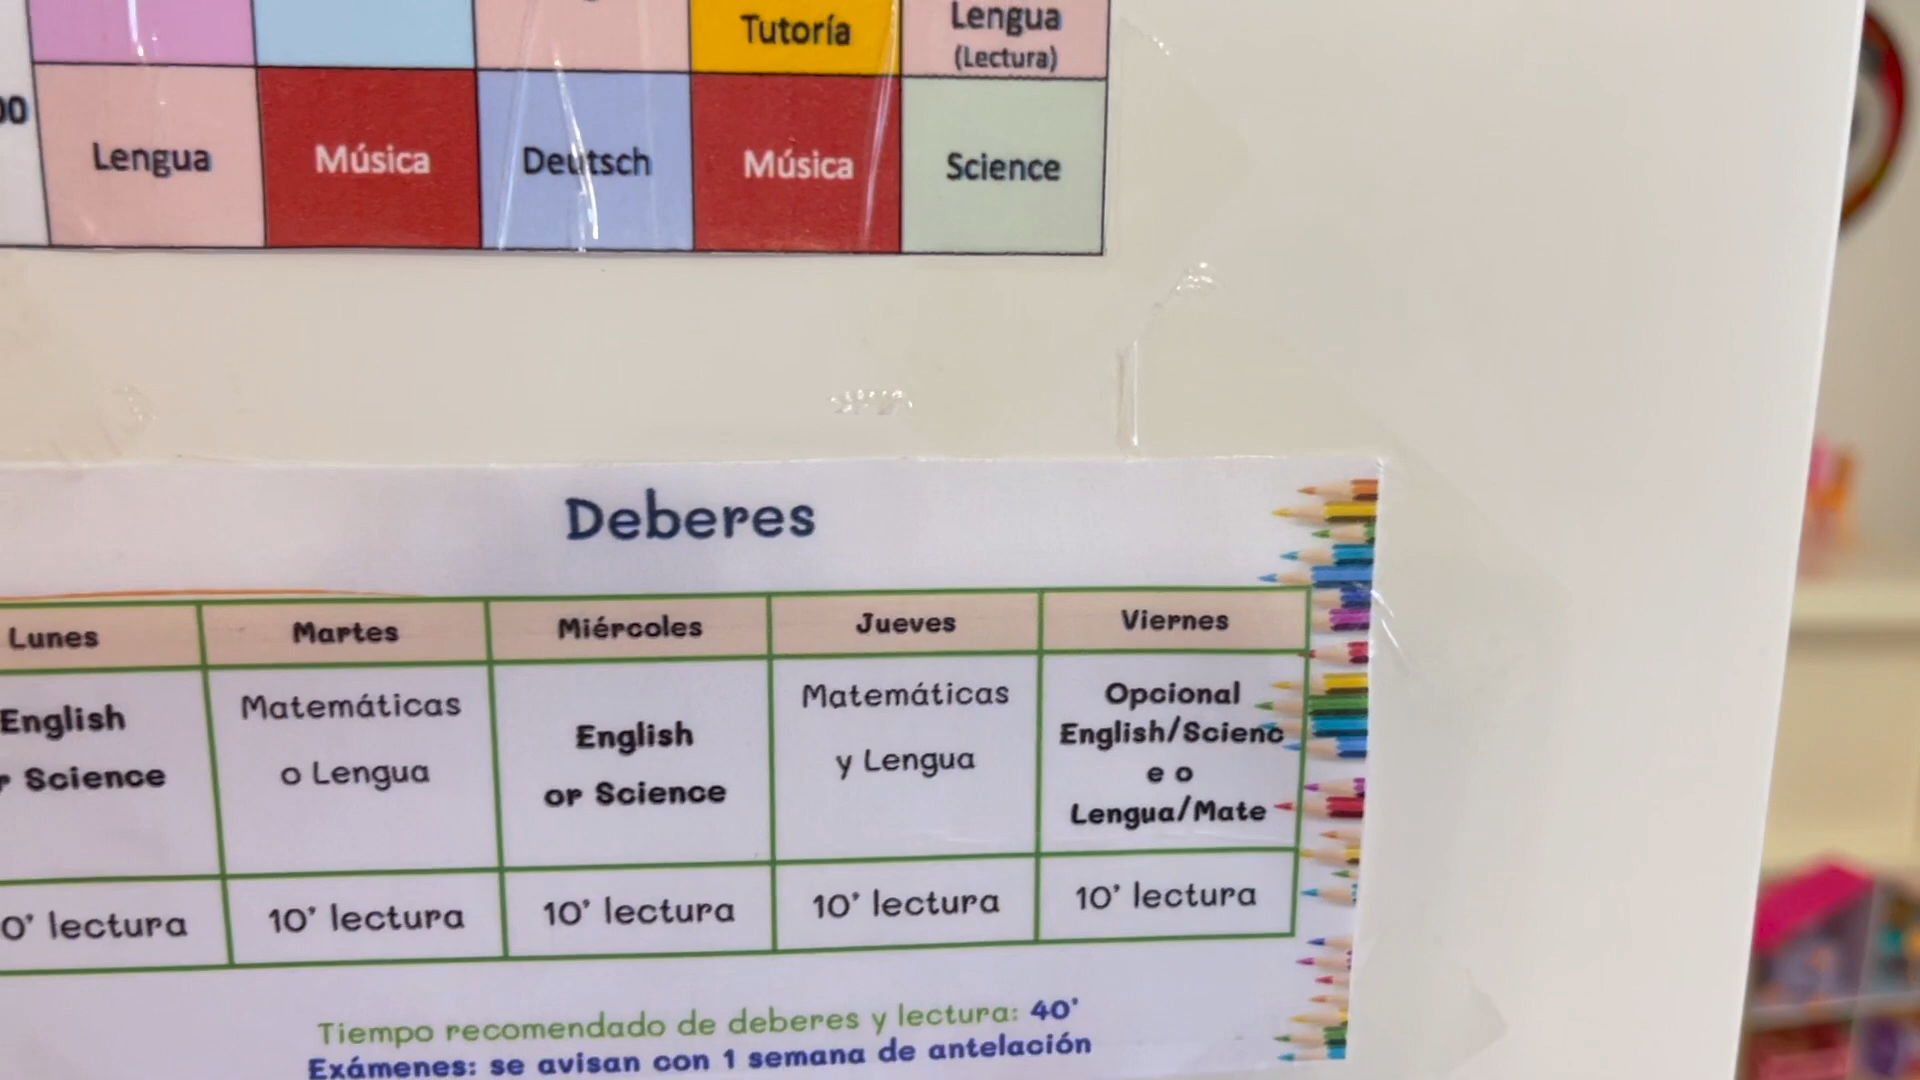 Tutoría
Lengua
(Lectura)
00
Lengua
Música
Deutsch
Música
Science
Deberes
Lunes
Martes
Miércoles
Jueves
Viernes
English
Science
Matemáticas
o Lengua
English
or Science
Matemáticas
y Lengua
Opcional
English/Scienc
e o
Lengua/Mate
0’ lectura
10’ lectura
10’ lectura
10’ lectura
10’ lectura
Tiempo recomendado de deberes y lectura: 40’
Exámenes: se avisan con 1 semana de antelación